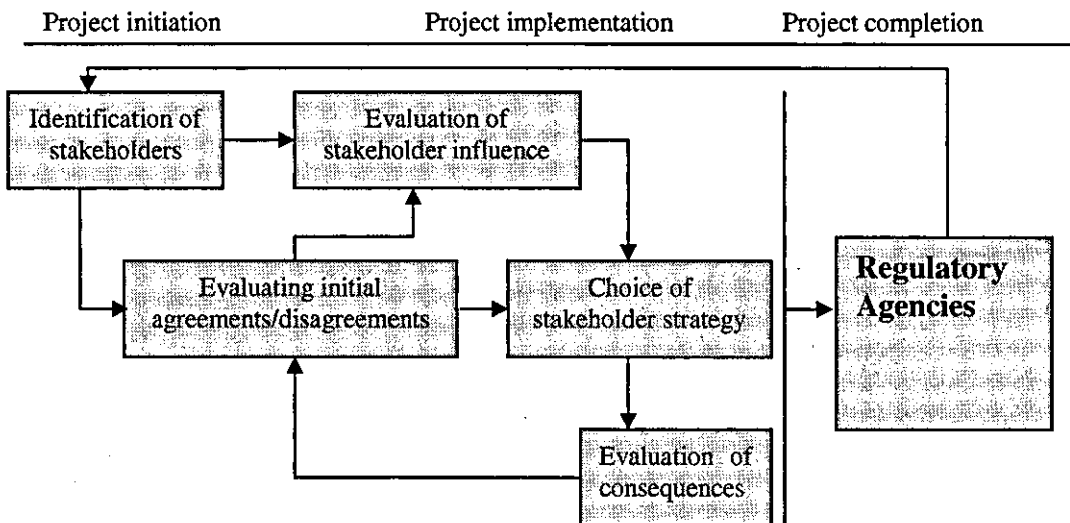 Project initiation
Project implementation
Project completion
Identification of
stakeholders
Evaluation of
stakeholder influence
Evaluating initial
agreements/disagreements
Choice of
stakeholder strategy
Regulatory
Agencies
Evaluation of
consequences